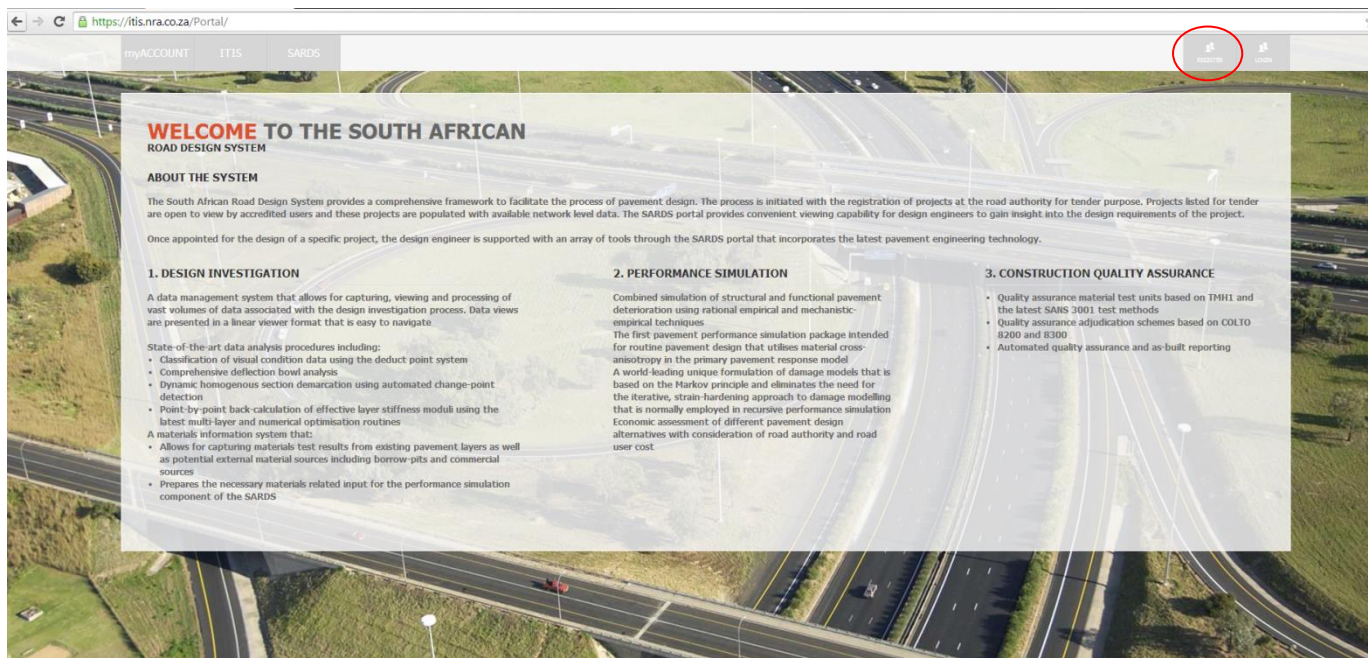 https://itis.nra.co.za/Portal/
myACCOUNT ITIS SARDS
REGISTER LOGIN
WELCOME TO THE SOUTH AFRICAN
ROAD DESIGN SYSTEM
ABOUT THE SYSTEM
The South African Road Design System provides a comprehensive framework to facilitate the process of pavement design. The process is initiated with the registration of projects at the road authority for tender purpose. Projects listed for tender
are open to view by accredited users and these projects are populated with available network level data. The SARDS portal provides convenient viewing capability for design engineers to gain insight into the design requirements of the project.
Once appointed for the design of a specific project, the design engineer is supported with an array of tools through the SARDS portal that incorporates the latest pavement engineering technology.
1. DESIGN INVESTIGATION
A data management system that allows for capturing, viewing and processing of
vast volumes of data associated with the design investigation process. Data views
are presented in a linear viewer format that is easy to navigate
State-of-the-art data analysis procedures including:
• Classification of visual condition data using the deduct point system
• Comprehensive deflection bowl analysis
• Dynamic homogenous section demarcation using automated change-point
detection
• Point-by-point back-calculation of effective layer stiffness moduli using the
latest multi-layer and numerical optimisation routines
A materials information system that:
• Allows for capturing materials test results from existing pavement layers as well
as potential external material sources including borrow-pits and commercial
sources
• Prepares the necessary materials related input for the performance simulation
component of the SARDS
2. PERFORMANCE SIMULATION
Combined simulation of structural and functional pavement
deterioration using rational empirical and mechanistic-
empirical techniques
The first pavement performance simulation package intended
for routine pavement design that utilises material cross-
anisotropy in the primary pavement response model
A world-leading unique formulation of damage models that is
based on the Markov principle and eliminates the need for
the iterative, strain-hardening approach to damage modelling
that is normally employed in recursive performance simulation
Economic assessment of different pavement design
alternatives with consideration of road authority and road
user cost
3. CONSTRUCTION QUALITY ASSURANCE
• Quality assurance material test units based on TMH1 and
the latest SANS 3001 test methods
• Quality assurance adjudication schemes based on COLTO
8200 and 8300
• Automated quality assurance and as-built reporting